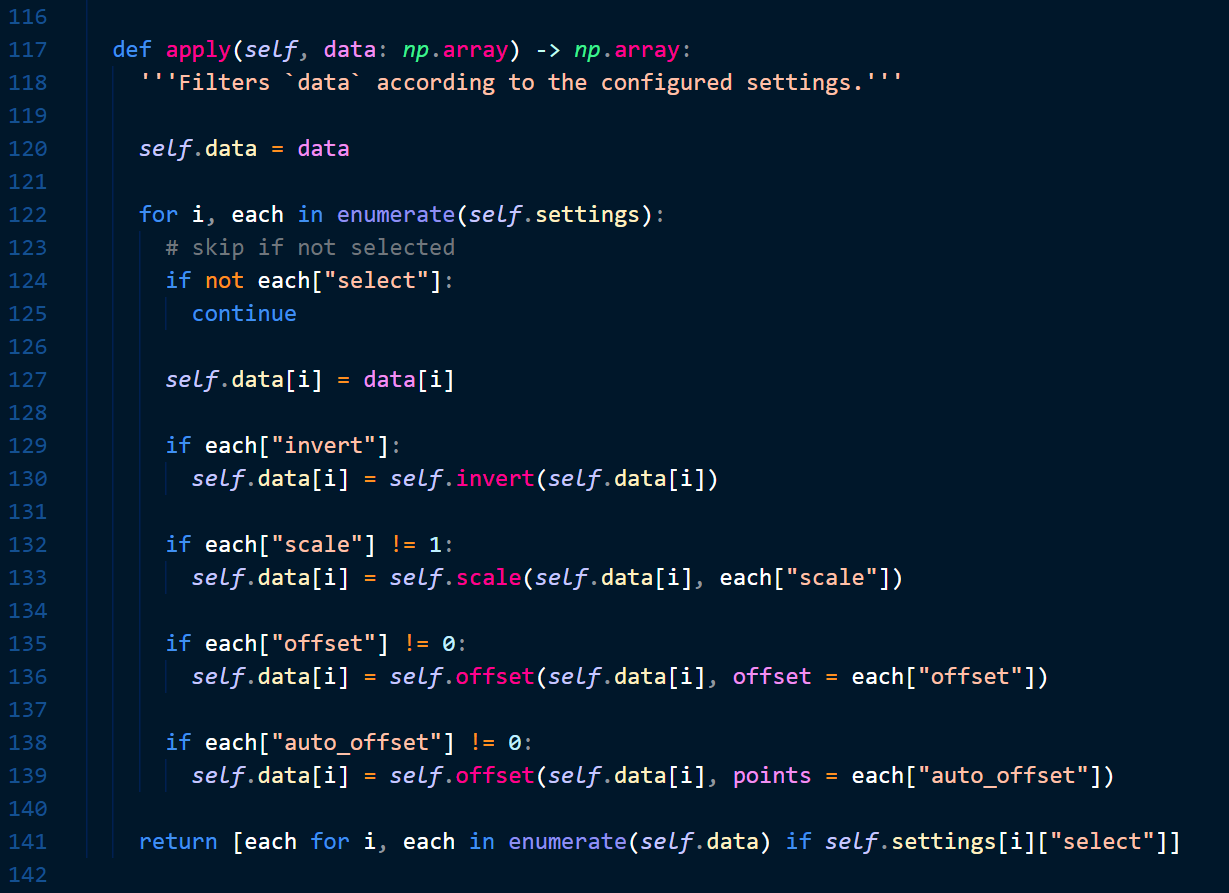 116
117 def apply(self, data: np.array) -> np.array:
118 '''Filters `data` according to the configured settings.'''
119
120 self.data = data
121
122 for i, each in enumerate(self.settings):
123 # skip if not selected
124 if not each["select"]:
125 continue
126
127 self.data[i] = data[i]
128
129 if each["invert"]:
130 self.data[i] = self.invert(self.data[i])
131
132 if each["scale"] != 1:
133 self.data[i] = self.scale(self.data[i], each["scale"])
134
135 if each["offset"] != 0:
136 self.data[i] = self.offset(self.data[i], offset = each["offset"])
137
138 if each["auto_offset"] != 0:
139 self.data[i] = self.offset(self.data[i], points = each["auto_offset"])
140
141 return [each for i, each in enumerate(self.data) if self.settings[i]["select"]]
142